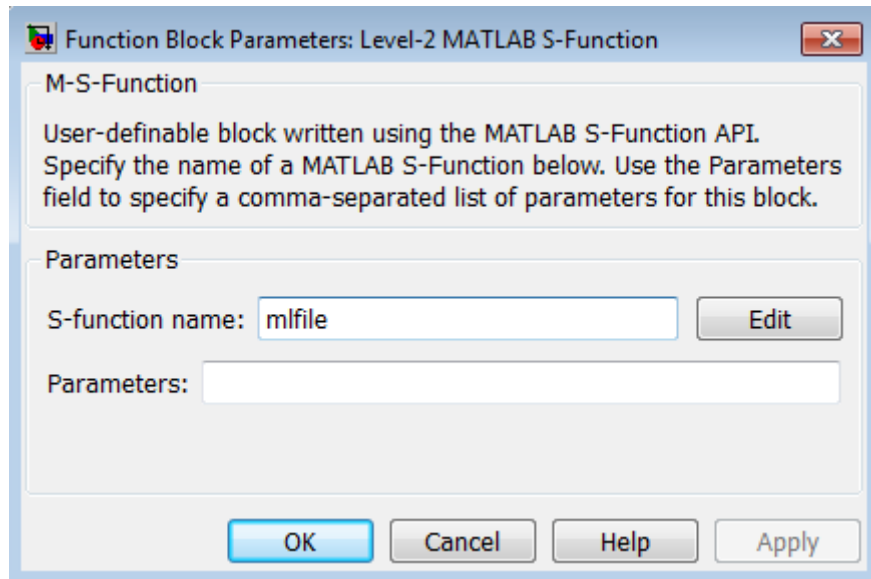 Function Block Parameters: Level-2 MATLAB S-Function
M-S-Function
User-definable block written using the MATLAB S-Function API.
Specify the name of a MATLAB S-Function below. Use the Parameters
field to specify a comma-separated list of parameters for this block.
Parameters
S-function name: mlfile Edit
Parameters:
OK Cancel Help Apply